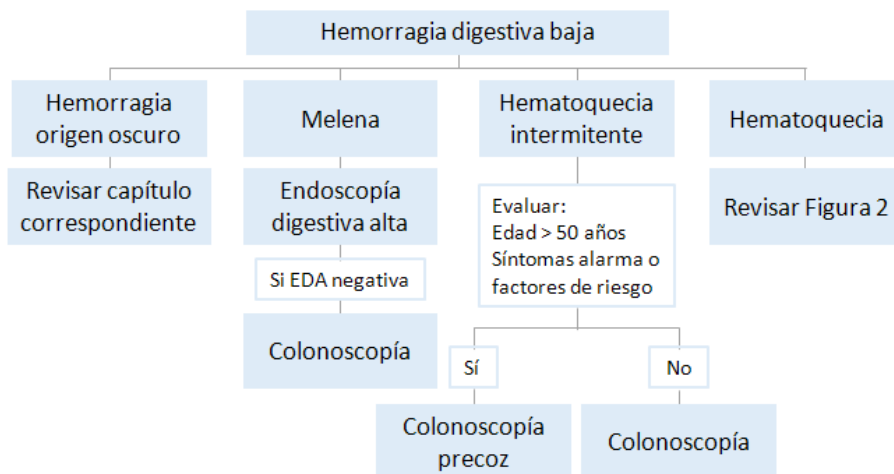 Hemorragia digestiva baja
Hemorragia
origen oscuro
Melena
Hematoquecia
intermitente
Hematoquecia
Revisar capítulo
correspondiente
Endoscopía
digestiva alta
Evaluar:
Edad > 50 años
Síntomas alarma o
factores de riesgo
Revisar Figura 2
Si EDA negativa
Colonoscopía
Sí
No
Colonoscopía
precoz
Colonoscopía